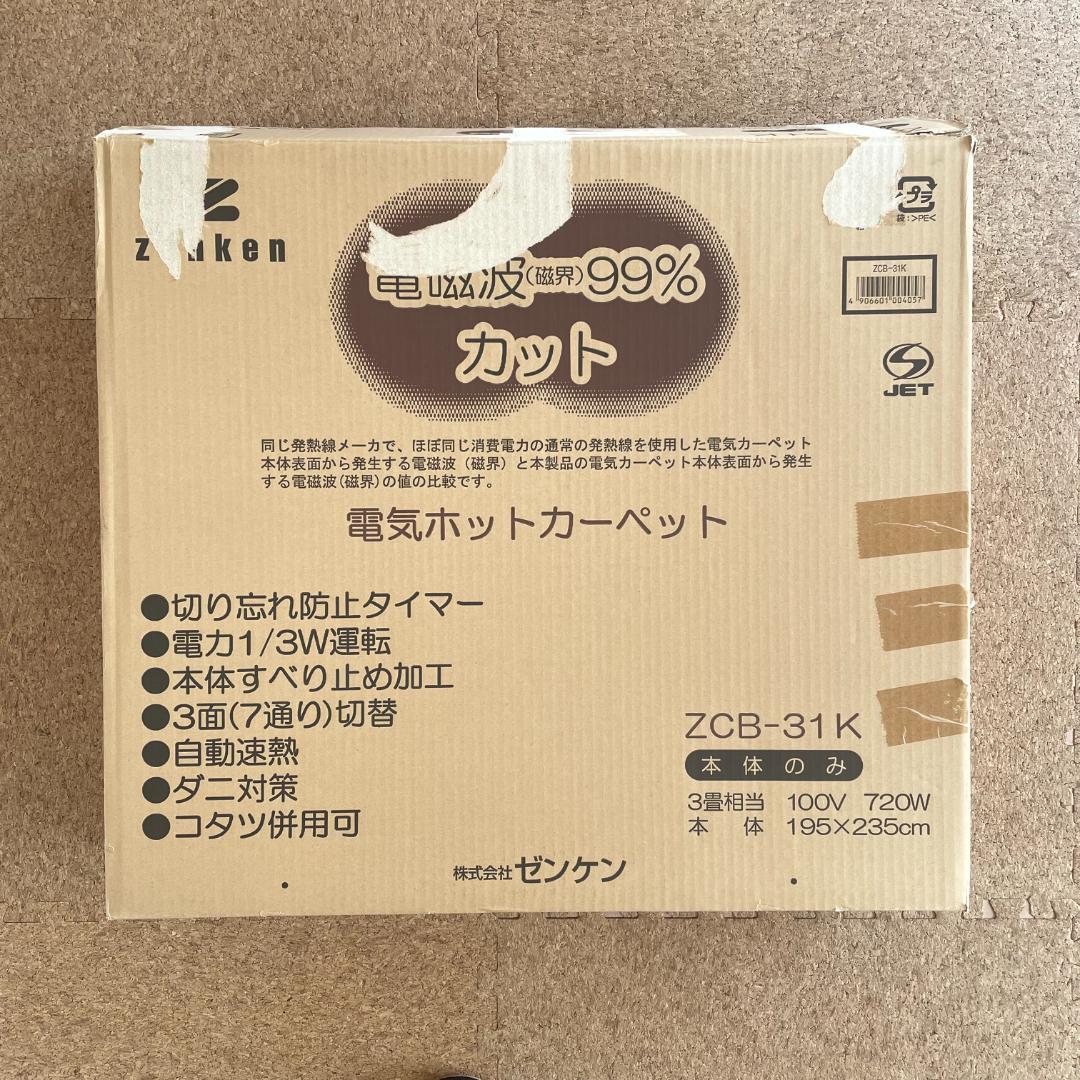 zenken
プラ
袋:>PE<
電磁波(磁界)99%
カット
ZCB-31K
4 906601 004057
JET
同じ発熱線メーカで、ほぼ同じ消費電力の通常の発熱線を使用した電気カーペット
本体表面から発生する電磁波(磁界)と本製品の電気カーペット本体表面から発生
する電磁波(磁界)の値の比較です。
電気ホットカーペット
●切り忘れ防止タイマー
●電力1/3W運転
●本体すべり止め加工
●3面(7通り)切替
●自動速熱
●ダニ対策
●コタツ併用可
ZCB-31K
本体のみ
3畳相当 100V 720W
本 体 195×235cm
株式会社ゼンケン